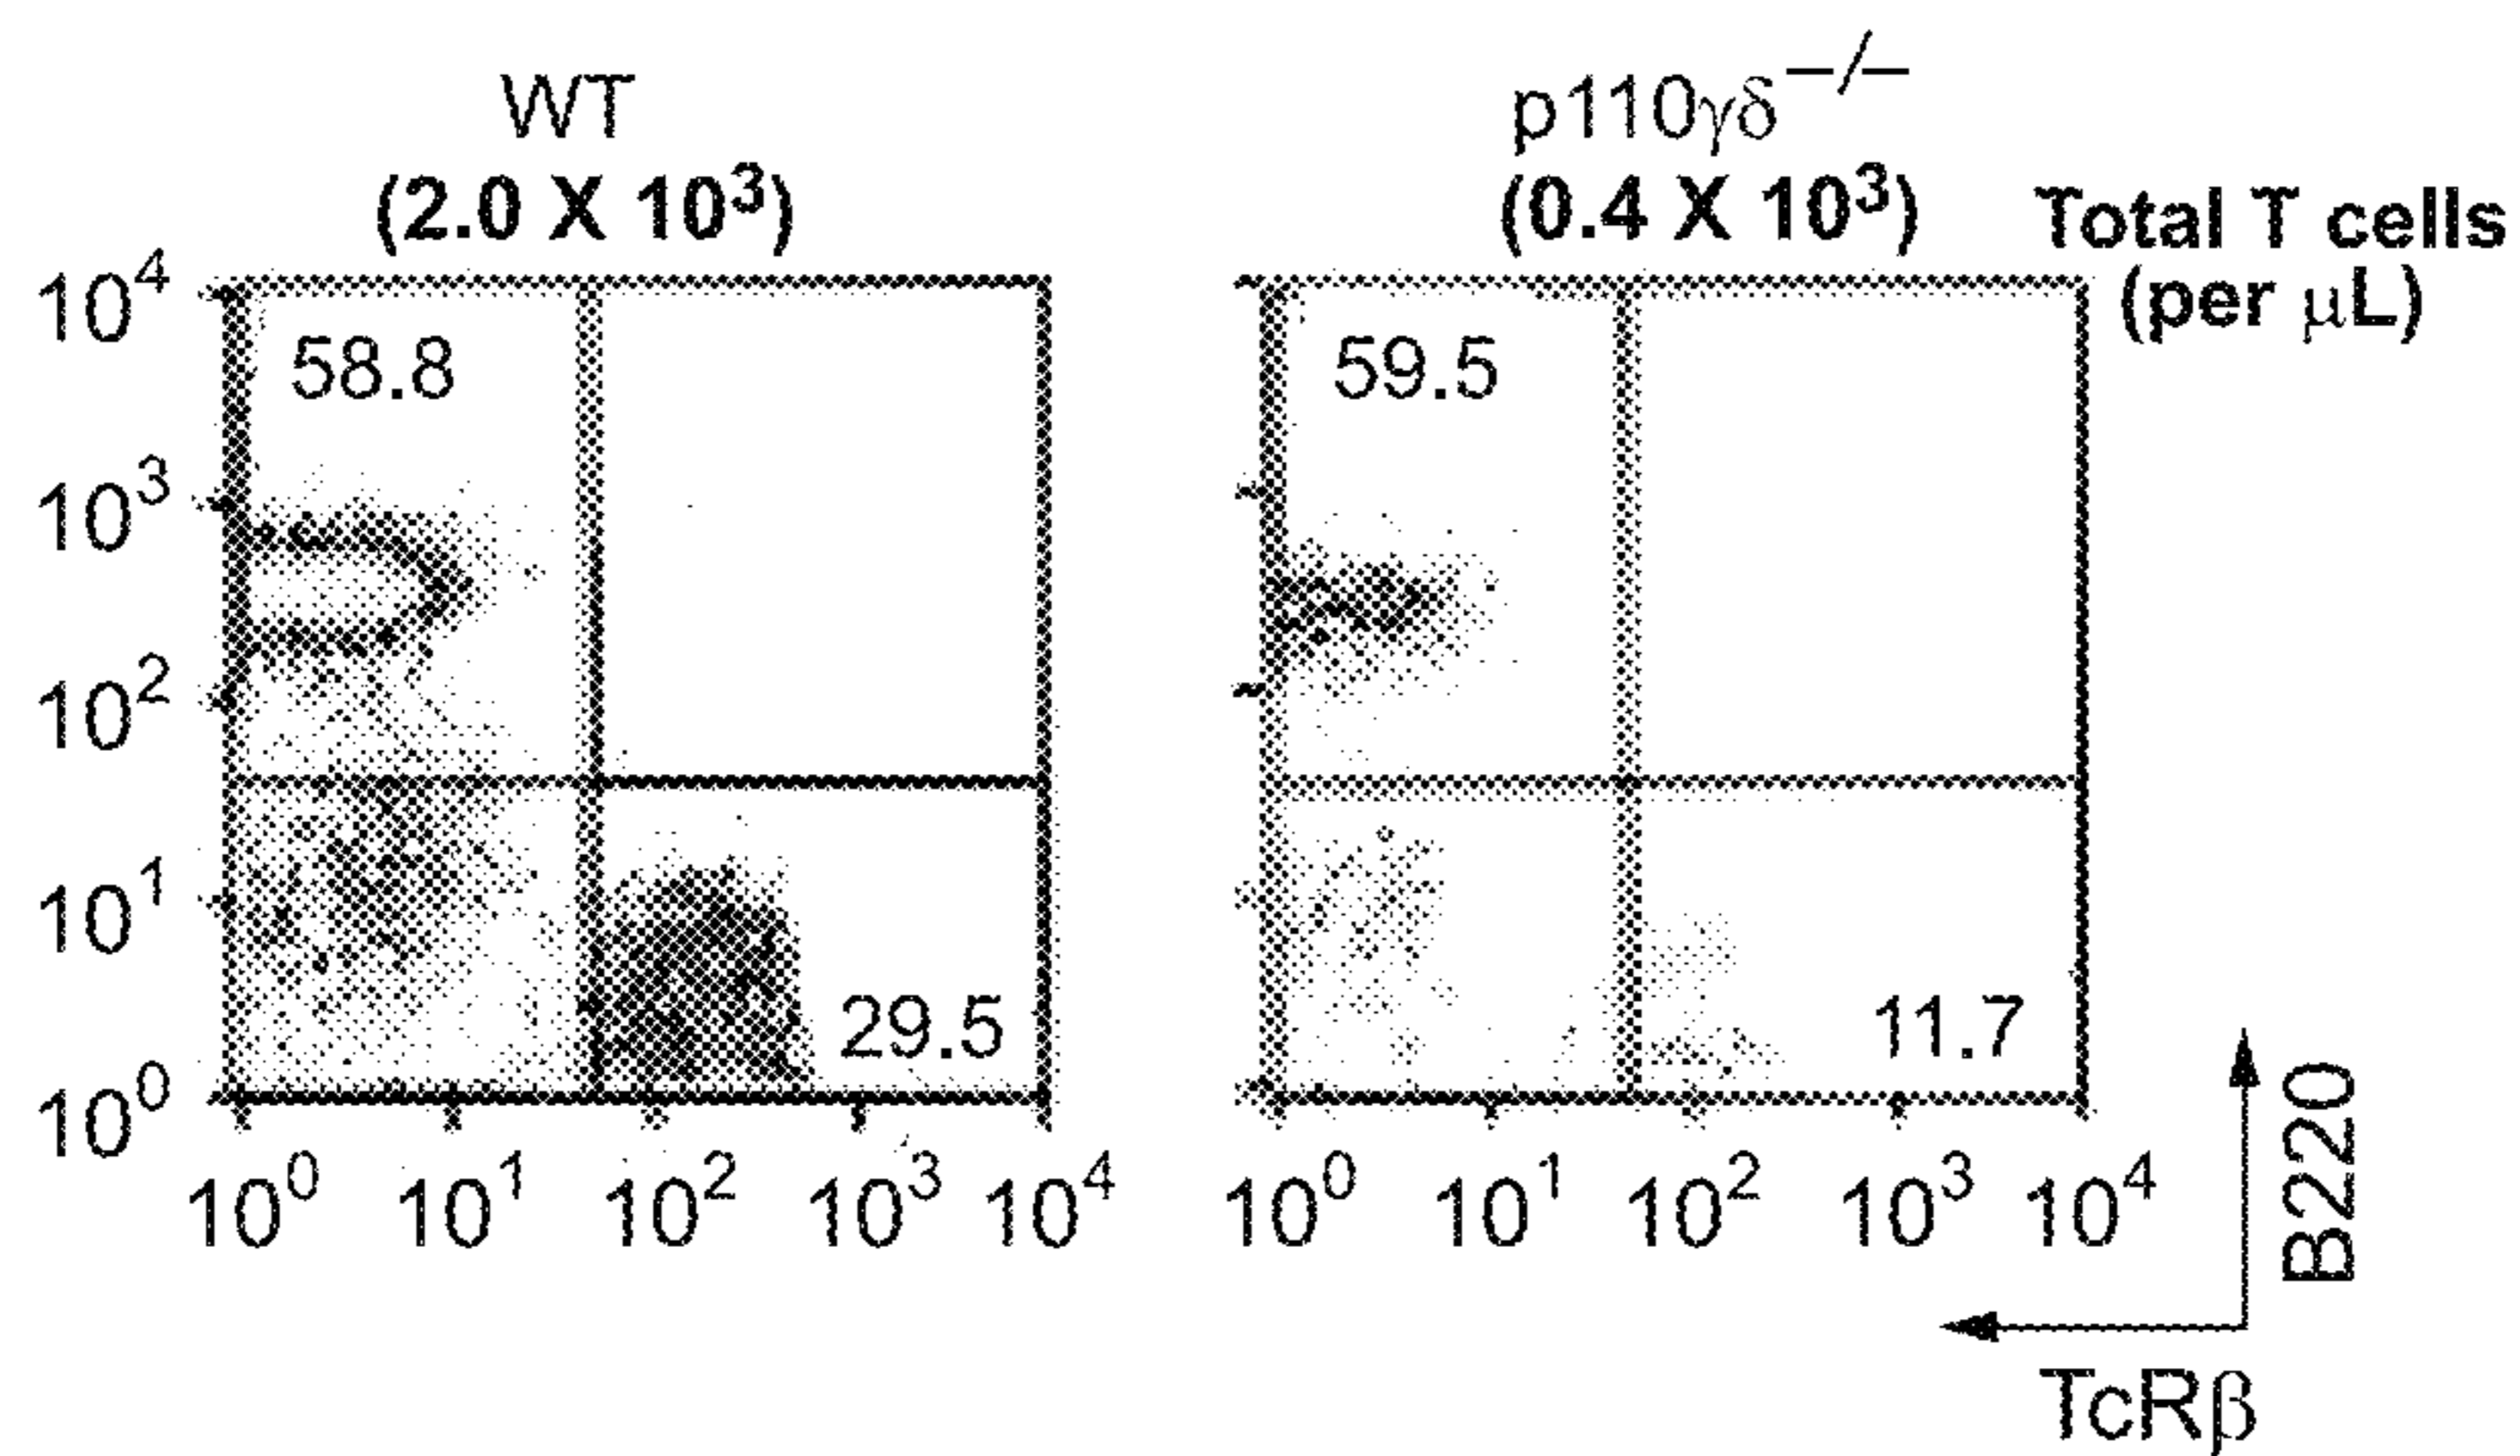 WT
(2.0 X 10³)
p110γδ⁻/⁻
(0.4 X 10³)
Total T cells
(per μL)
10⁴
10³
10²
10¹
10⁰
58.8
29.5
59.5
11.7
10⁰ 10¹ 10² 10³ 10⁴
10⁰ 10¹ 10² 10³ 10⁴
B220
TcRβ